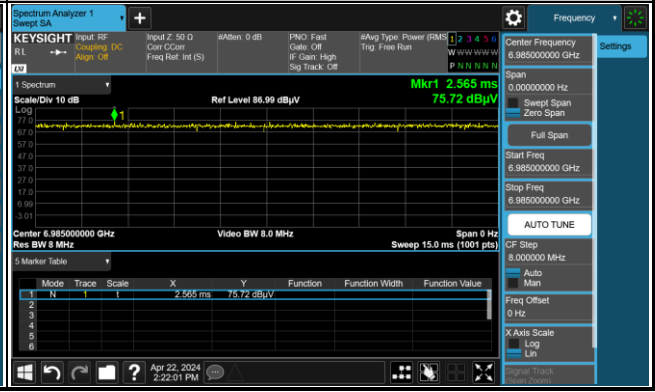 Spectrum Analyzer 1
Swept SA
+
Frequency
KEYSIGHT
RL
LXI
Input: RF
Coupling: DC
Align: Off
Input Z: 50 Ω
Corr CCorr
Freq Ref: Int (S)
#Atten: 0 dB
PNO: Fast
Gate: Off
IF Gain: High
Sig Track: Off
#Avg Type: Power (RMS
Trig: Free Run
1 2 3 4 5 6
W W W W W W
P N N N N N
1 Spectrum
Scale/Div 10 dB
Log
Ref Level 86.99 dBµV
Mkr1 2.565 ms
75.72 dBµV
1
77.0
67.0
57.0
47.0
37.0
27.0
17.0
6.99
-3.01
Center 6.985000000 GHz
Res BW 8 MHz
Video BW 8.0 MHz
Span 0 Hz
Sweep 15.0 ms (1001 pts)
5 Marker Table
Mode Trace Scale X Y Function Function Width Function Value
1 N 1 t 2.565 ms 75.72 dBµV
2
3
4
5
6
Apr 22, 2024
2:22:01 PM
Center Frequency
6.985000000 GHz
Span
0.00000000 Hz
Swept Span
Zero Span
Full Span
Start Freq
6.985000000 GHz
Stop Freq
6.985000000 GHz
AUTO TUNE
CF Step
8.000000 MHz
Auto
Man
Freq Offset
0 Hz
X Axis Scale
Log
Lin
Signal Track
(Span Zoom)
Settings